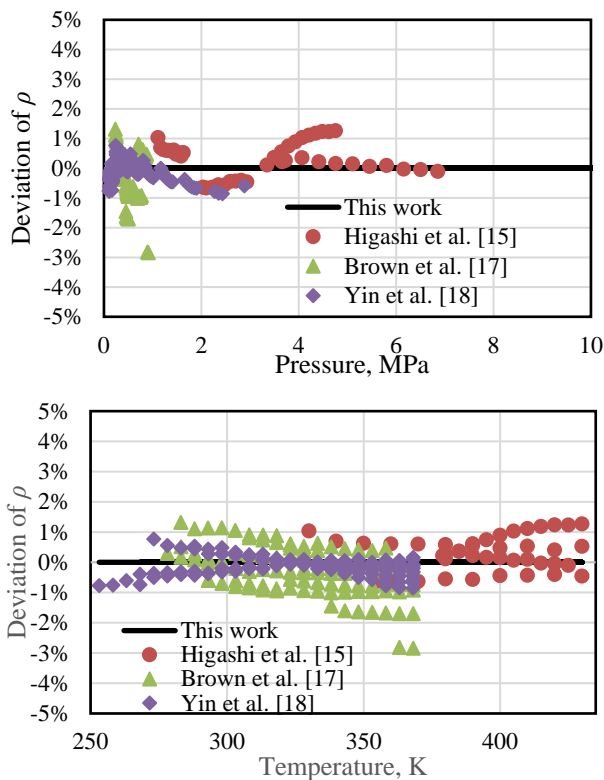 5%
4%
3%
2%
1%
0%
-1%
-2%
-3%
-4%
-5%
Deviation of ρ
This work
Higashi et al. [15]
Brown et al. [17]
Yin et al. [18]
0 2 4 6 8 10
Pressure, MPa
5%
4%
3%
2%
1%
0%
-1%
-2%
-3%
-4%
-5%
Deviation of ρ
This work
Higashi et al. [15]
Brown et al. [17]
Yin et al. [18]
250 300 350 400
Temperature, K